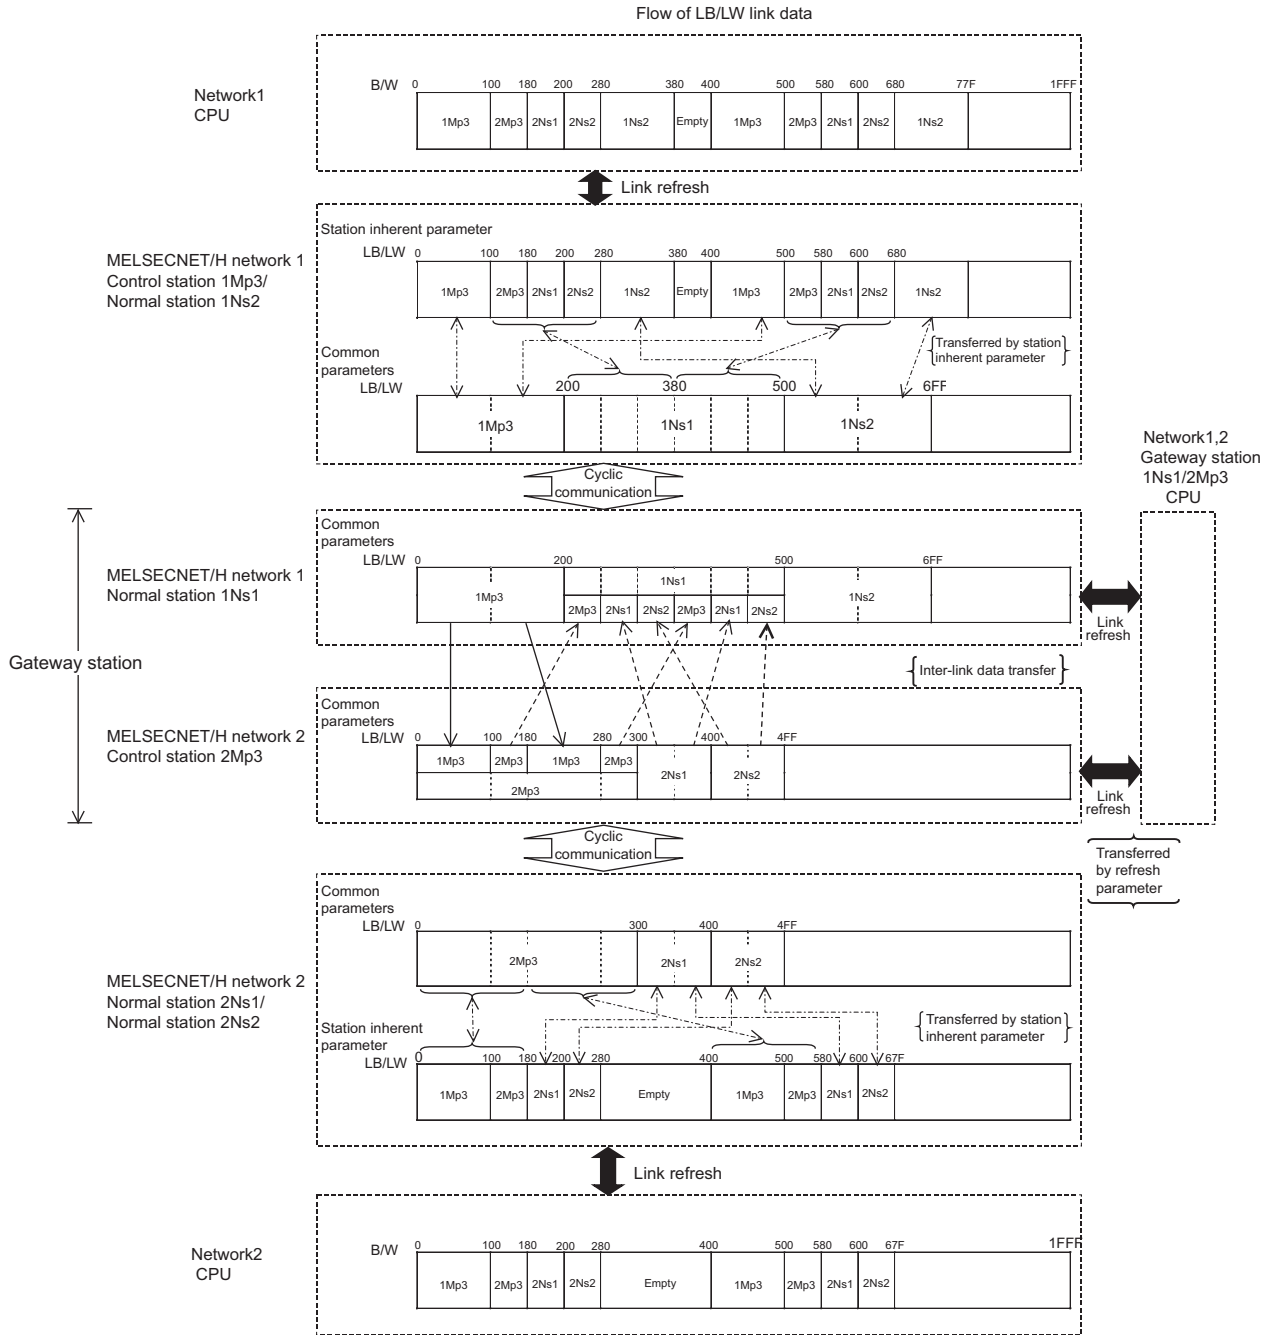 Flow of LB/LW link data
Network1
CPU
B/W 0 100 180 200 280 380 400 500 580 600 680 77F 1FFF
1Mp3 2Mp3 2Ns1 2Ns2 1Ns2 Empty 1Mp3 2Mp3 2Ns1 2Ns2 1Ns2
Link refresh
MELSECNET/H network 1
Control station 1Mp3/
Normal station 1Ns2
Station inherent parameter
LB/LW 0 100 180 200 280 380 400 500 580 600 680
1Mp3 2Mp3 2Ns1 2Ns2 1Ns2 Empty 1Mp3 2Mp3 2Ns1 2Ns2 1Ns2
Transferred by station
inherent parameter
Common
parameters
LB/LW 200 380 500 6FF
1Mp3 1Ns1 1Ns2
Cyclic
communication
Network1,2
Gateway station
1Ns1/2Mp3
CPU
Gateway station
MELSECNET/H network 1
Normal station 1Ns1
Common
parameters
LB/LW 0 200 500 6FF
1Mp3 1Ns1 1Ns2
2Mp3 2Ns1 2Ns2 2Mp3 2Ns1 2Ns2
Link
refresh
Inter-link data transfer
MELSECNET/H network 2
Control station 2Mp3
Common
parameters
LB/LW 0 100 180 280 300 400 4FF
1Mp3 2Mp3 1Mp3 2Mp3 2Ns1 2Ns2
2Mp3
Link
refresh
Cyclic
communication
Transferred
by refresh
parameter
MELSECNET/H network 2
Normal station 2Ns1/
Normal station 2Ns2
Common
parameters
LB/LW 0 300 400 4FF
2Mp3 2Ns1 2Ns2
Transferred by station
inherent parameter
Station inherent
parameter
LB/LW 0 100 180 200 280 400 500 580 600 67F
1Mp3 2Mp3 2Ns1 2Ns2 Empty 1Mp3 2Mp3 2Ns1 2Ns2
Link refresh
Network2
CPU
B/W 0 100 180 200 280 400 500 580 600 67F 1FFF
1Mp3 2Mp3 2Ns1 2Ns2 Empty 1Mp3 2Mp3 2Ns1 2Ns2